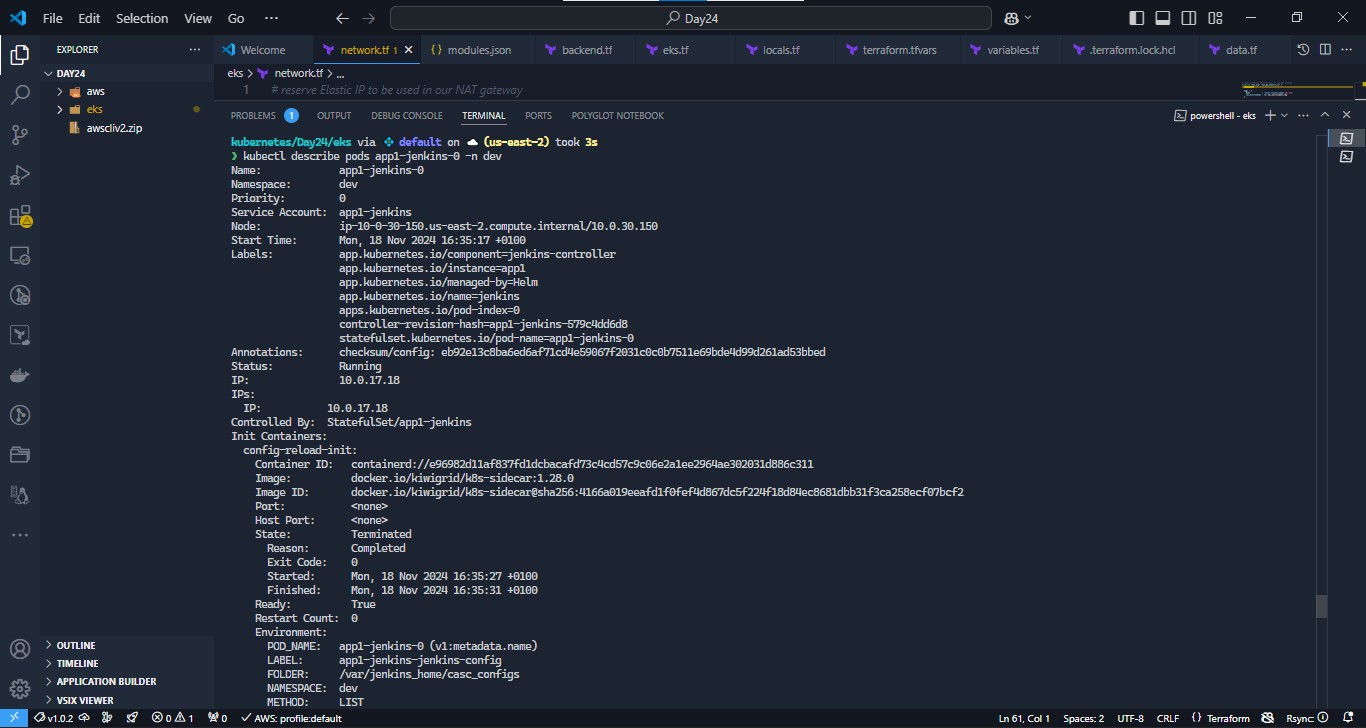 File Edit Selection View Go ··· Day24
EXPLORER ···
DAY24
aws
eks
awscliv2.zip
OUTLINE
TIMELINE
APPLICATION BUILDER
VSIX VIEWER
Welcome network.tf 1 modules.json backend.tf eks.tf locals.tf terraform.tfvars variables.tf .terraform.lock.hcl data.tf
eks > network.tf > ...
1 # reserve Elastic IP to be used in our NAT gateway
PROBLEMS 1 OUTPUT DEBUG CONSOLE TERMINAL PORTS POLYGLOT NOTEBOOK powershell - eks
kubernetes/Day24/eks via default on (us-east-2) took 3s
❯ kubectl describe pods app1-jenkins-0 -n dev
Name: app1-jenkins-0
Namespace: dev
Priority: 0
Service Account: app1-jenkins
Node: ip-10-0-30-150.us-east-2.compute.internal/10.0.30.150
Start Time: Mon, 18 Nov 2024 16:35:17 +0100
Labels: app.kubernetes.io/component=jenkins-controller
app.kubernetes.io/instance=app1
app.kubernetes.io/managed-by=Helm
app.kubernetes.io/name=jenkins
apps.kubernetes.io/pod-index=0
controller-revision-hash=app1-jenkins-579c4dd6d8
statefulset.kubernetes.io/pod-name=app1-jenkins-0
Annotations: checksum/config: eb92e13c8ba6ed6af71cd4e59067f2031c0c0b7511e69bde4d99d261ad53bbed
Status: Running
IP: 10.0.17.18
IPs:
IP: 10.0.17.18
Controlled By: StatefulSet/app1-jenkins
Init Containers:
config-reload-init:
Container ID: containerd://e96982d11af837fd1dcbacafd73c4cd57c9c06e2a1ee2964ae302031d886c311
Image: docker.io/kiwigrid/k8s-sidecar:1.28.0
Image ID: docker.io/kiwigrid/k8s-sidecar@sha256:4166a019eeafd1f0fef4d867dc5f224f18d84ec8681dbb31f3ca258ecf07bcf2
Port: <none>
Host Port: <none>
State: Terminated
Reason: Completed
Exit Code: 0
Started: Mon, 18 Nov 2024 16:35:27 +0100
Finished: Mon, 18 Nov 2024 16:35:31 +0100
Ready: True
Restart Count: 0
Environment:
POD_NAME: app1-jenkins-0 (v1:metadata.name)
LABEL: app1-jenkins-jenkins-config
FOLDER: /var/jenkins_home/casc_configs
NAMESPACE: dev
METHOD: LIST
v1.0.2 0 1 0 AWS: profile:default Ln 61, Col 1 Spaces: 2 UTF-8 CRLF {} Terraform Rsync: